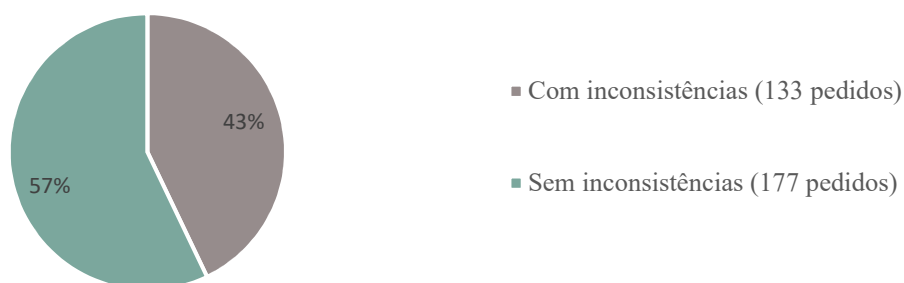 43%
57%
Com inconsistências (133 pedidos)
Sem inconsistências (177 pedidos)